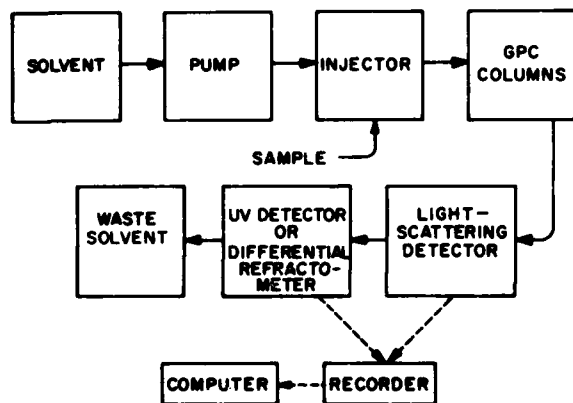 SOLVENT
PUMP
INJECTOR
GPC
COLUMNS
SAMPLE
WASTE
SOLVENT
UV DETECTOR
OR
DIFFERENTIAL
REFRACTO-
METER
LIGHT-
SCATTERING
DETECTOR
COMPUTER
RECORDER